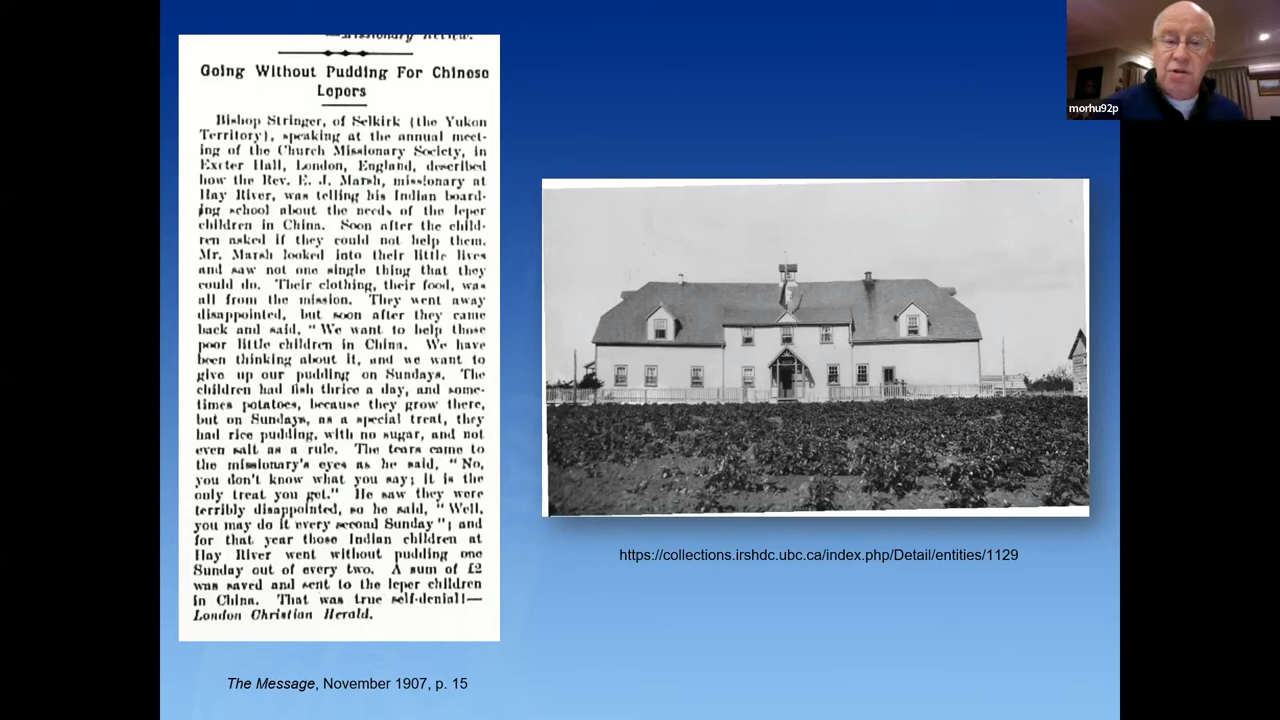 —Missionary Review.
Going Without Pudding For Chinese
Lepers
Bishop Stringer, of Selkirk (the Yukon
Territory), speaking at the annual meet-
ing of the Church Missionary Society, in
Exeter Hall, London, England, described
how the Rev. E. J. Marsh, missionary at
Hay River, was telling his Indian board-
ing school about the needs of the leper
children in China. Soon after the child-
ren asked if they could not help them.
Mr. Marsh looked into their little lives
and saw not one single thing that they
could do. Their clothing, their food, was
all from the mission. They went away
disappointed, but soon after they came
back and said, "We want to help those
poor little children in China. We have
been thinking about it, and we want to
give up our pudding on Sundays. The
children had fish thrice a day, and some-
times potatoes, because they grow there,
but on Sundays, as a special treat, they
had rice pudding, with no sugar, and not
even salt as a rule. The tears came to
the missionary's eyes as he said, "No,
you don't know what you say; it is the
only treat you get." He saw they were
terribly disappointed, so he said, "Well,
you may do it every second Sunday"; and
for that year those Indian children at
Hay River went without pudding one
Sunday out of every two. A sum of £2
was saved and sent to the leper children
in China. That was true self-denial!—
London Christian Herald.
The Message, November 1907, p. 15
https://collections.irshdc.ubc.ca/index.php/Detail/entities/1129
morhu92p